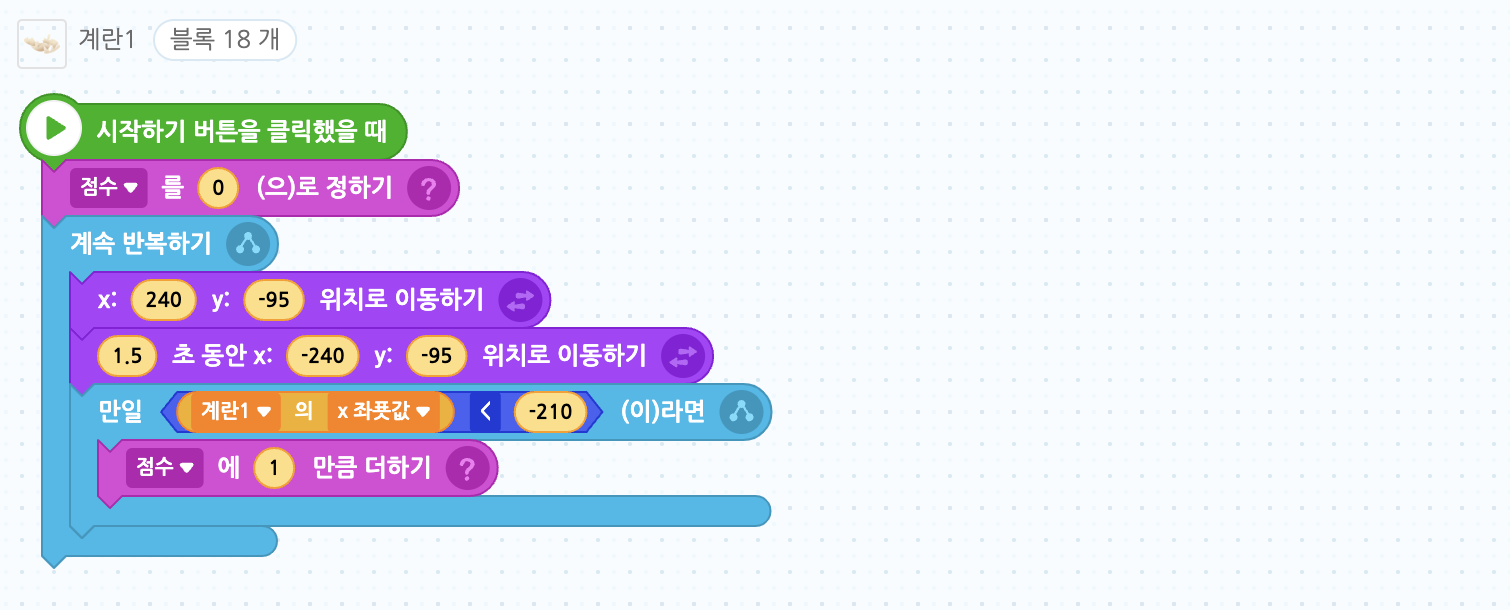 계란1 블록 18 개
시작하기 버튼을 클릭했을 때
점수 를 0 (으)로 정하기 ?
계속 반복하기
x: 240 y: -95 위치로 이동하기
1.5 초 동안 x: -240 y: -95 위치로 이동하기
만일 계란1 의 x 좌푯값 < -210 (이)라면
점수 에 1 만큼 더하기 ?